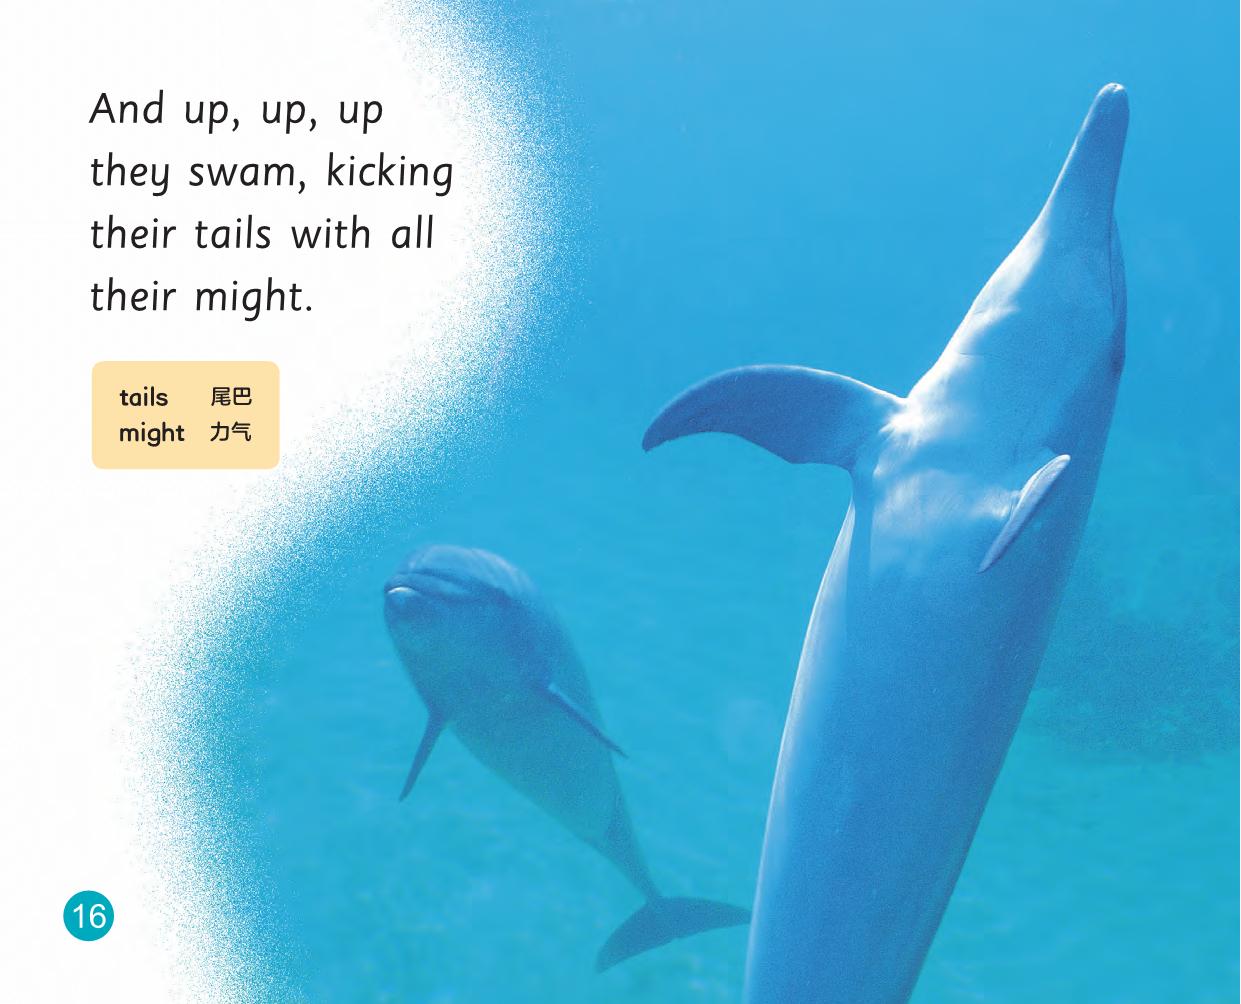 And up, up, up
they swam, kicking
their tails with all
their might.
tails 尾巴
might 力气
16